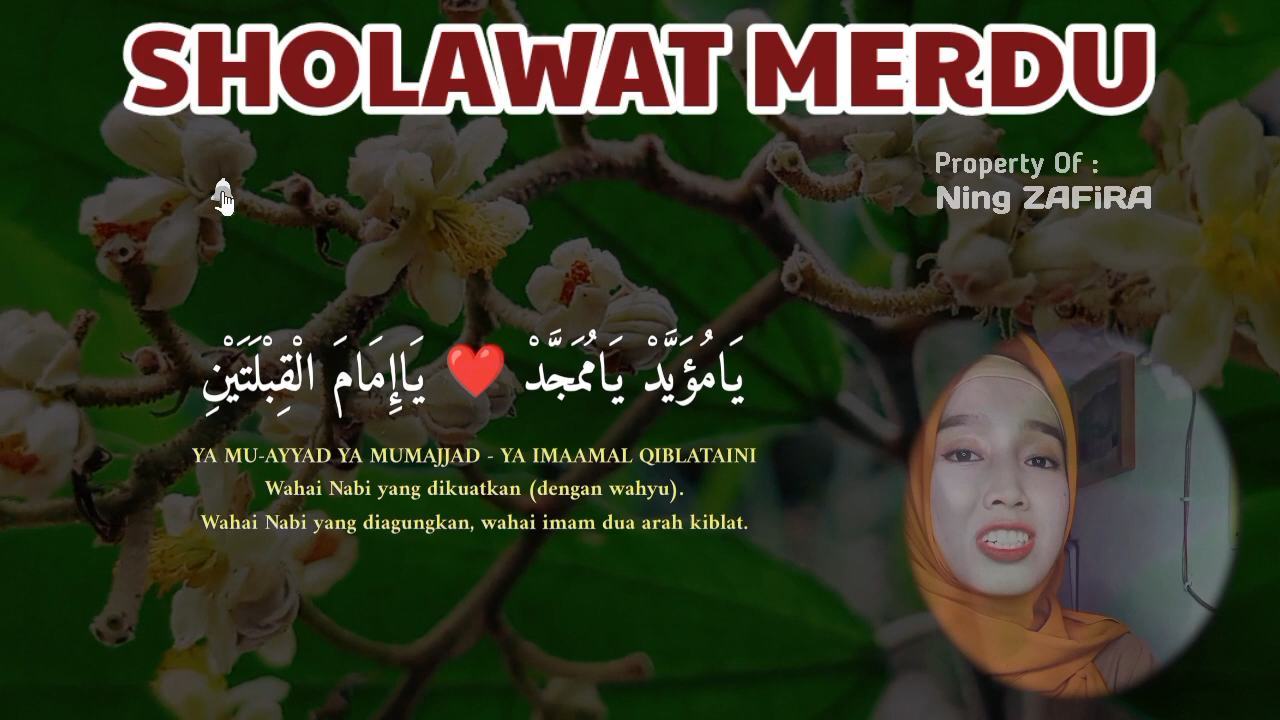 SHOLAWAT MERDU
Property Of :
Ning ZAFiRA
يَامُؤَيَّدْ يَامُمَجَّدْ ❤️ يَاإِمَامَ الْقِبْلَتَيْنِ
YA MU-AYYAD YA MUMAJJAD - YA IMAAMAL QIBLATAINI
Wahai Nabi yang dikuatkan (dengan wahyu).
Wahai Nabi yang diagungkan, wahai imam dua arah kiblat.